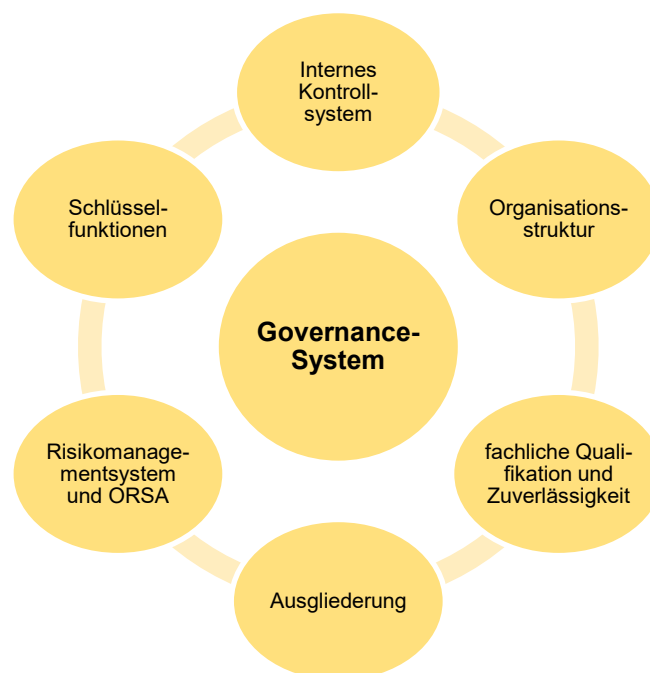 Internes
Kontroll-
system
Schlüssel-
funktionen
Organisations-
struktur
Governance-
System
Risikomanage-
mentsystem
und ORSA
fachliche Quali-
fikation und
Zuverlässigkeit
Ausgliederung